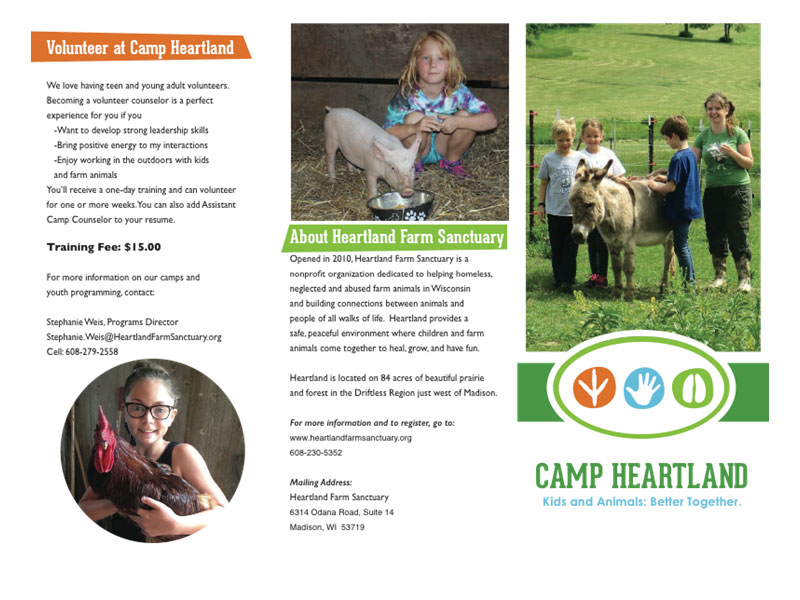 Volunteer at Camp Heartland
We love having teen and young adult volunteers.
Becoming a volunteer counselor is a perfect
experience for you if you
-Want to develop strong leadership skills
-Bring positive energy to my interactions
-Enjoy working in the outdoors with kids
and farm animals
You'll receive a one-day training and can volunteer
for one or more weeks. You can also add Assistant
Camp Counselor to your resume.
Training Fee: $15.00
For more information on our camps and
youth programming, contact:
Stephanie Weis, Programs Director
Stephanie.Weis@HeartlandFarmSanctuary.org
Cell: 608-279-2558
About Heartland Farm Sanctuary
Opened in 2010, Heartland Farm Sanctuary is a
nonprofit organization dedicated to helping homeless,
neglected and abused farm animals in Wisconsin
and building connections between animals and
people of all walks of life. Heartland provides a
safe, peaceful environment where children and farm
animals come together to heal, grow, and have fun.
Heartland is located on 84 acres of beautiful prairie
and forest in the Driftless Region just west of Madison.
For more information and to register, go to:
www.heartlandfarmsanctuary.org
608-230-5352
Mailing Address:
Heartland Farm Sanctuary
6314 Odana Road, Suite 14
Madison, WI 53719
CAMP HEARTLAND
Kids and Animals: Better Together.